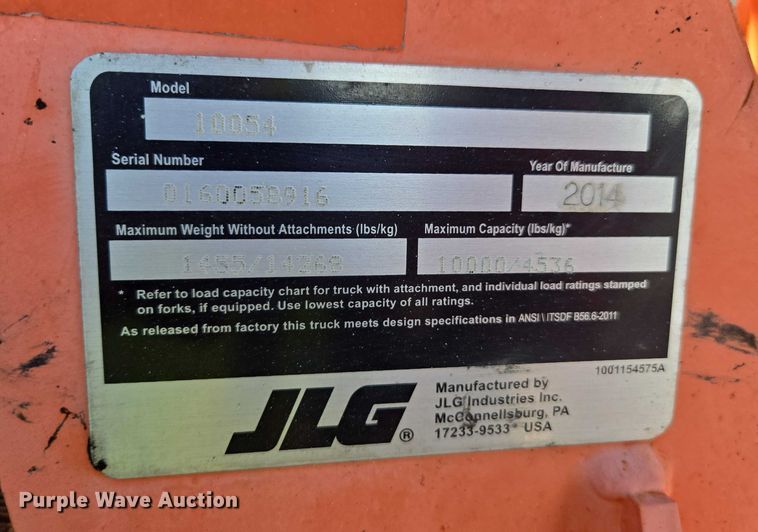 Model
10054
Serial Number
Year Of Manufacture
0160058916
2014
Maximum Weight Without Attachments (lbs/kg)
Maximum Capacity (lbs/kg)*
1455/14368
10000/4536
* Refer to load capacity chart for truck with attachment, and individual load ratings stamped
on forks, if equipped. Use lowest capacity of all ratings.
As released from factory this truck meets design specifications in ANSI \ ITSDF B56.6-2011
1001154575A
JLG®
Manufactured by
JLG Industries Inc.
McConnellsburg, PA
17233-9533 USA
Purple Wave Auction